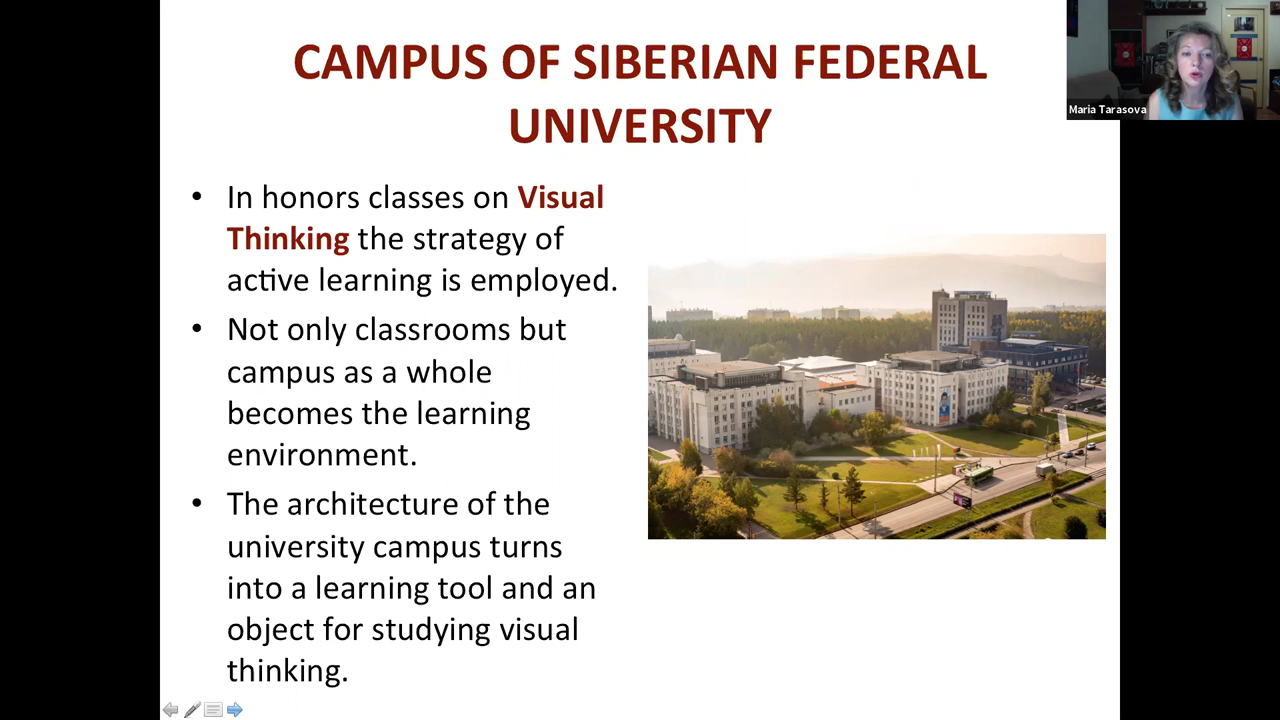 CAMPUS OF SIBERIAN FEDERAL
UNIVERSITY
Maria Tarasova
• In honors classes on Visual
Thinking the strategy of
active learning is employed.
• Not only classrooms but
campus as a whole
becomes the learning
environment.
• The architecture of the
university campus turns
into a learning tool and an
object for studying visual
thinking.